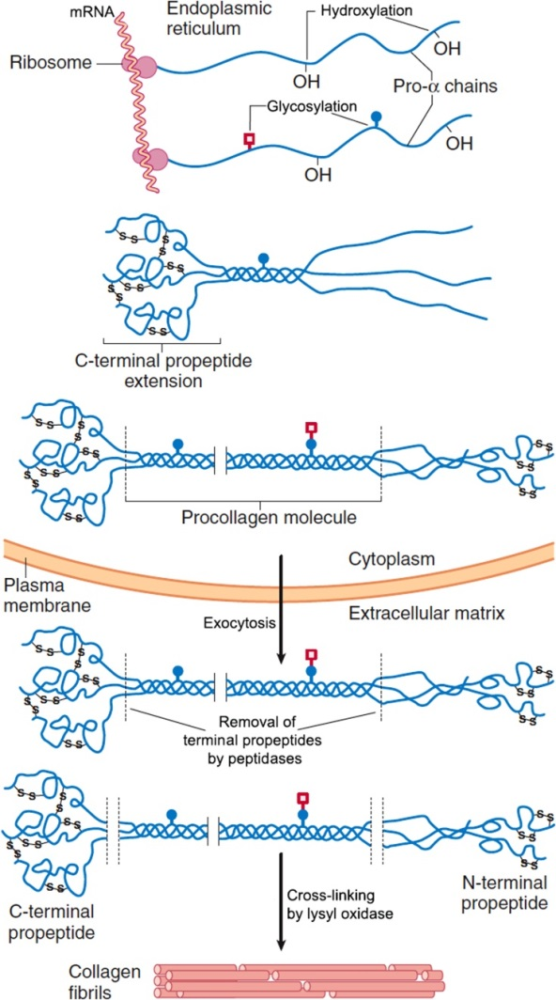 mRNA
Endoplasmic
reticulum
Hydroxylation
Ribosome
OH
OH
Pro-α chains
Glycosylation
OH
OH
S S
S
S
S S
S S
S
S
S S
C-terminal propeptide
extension
S S
S
S
S S
S S
S
S
S S
S S
S S
S S
Procollagen molecule
Cytoplasm
Plasma
membrane
Exocytosis
Extracellular matrix
S S
S
S
S S
S S
S
S
S S
S S
S S
S S
Removal of
terminal propeptides
by peptidases
S S
S
S
S S
S S
S
S
S S
S S
S S
S S
C-terminal
propeptide
N-terminal
propeptide
Cross-linking
by lysyl oxidase
Collagen
fibrils